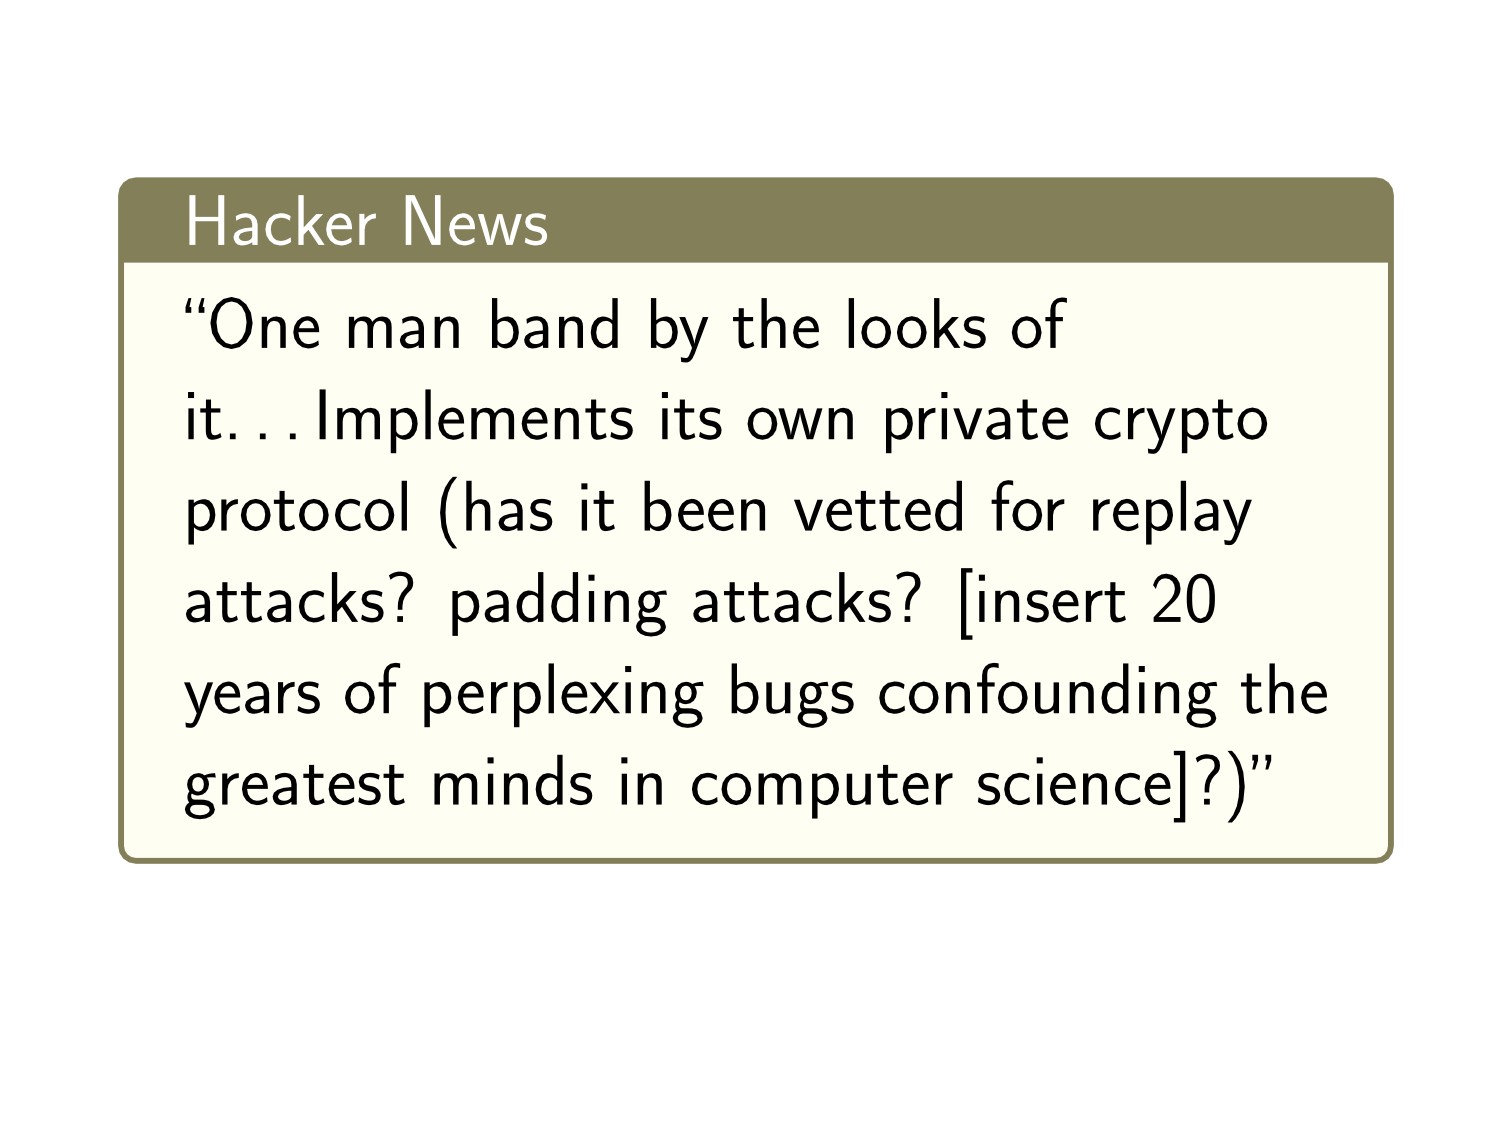 Hacker News
“One man band by the looks of
it. . . Implements its own private crypto
protocol (has it been vetted for replay
attacks? padding attacks? [insert 20
years of perplexing bugs confounding the
greatest minds in computer science]?)”